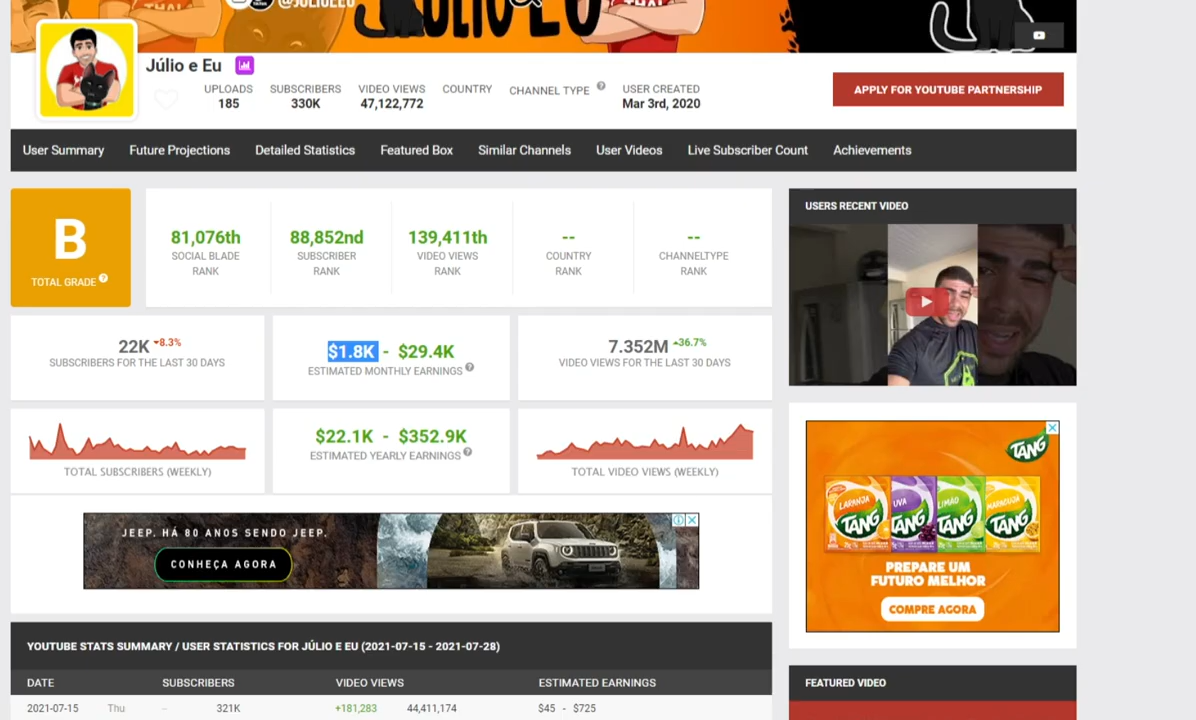 @JULIOEEU
JÚLIO & EU
THAI
Júlio e Eu
UPLOADS
185
SUBSCRIBERS
330K
VIDEO VIEWS
47,122,772
COUNTRY
CHANNEL TYPE ?
USER CREATED
Mar 3rd, 2020
APPLY FOR YOUTUBE PARTNERSHIP
User Summary Future Projections Detailed Statistics Featured Box Similar Channels User Videos Live Subscriber Count Achievements
B
TOTAL GRADE ?
81,076th
SOCIAL BLADE
RANK
88,852nd
SUBSCRIBER
RANK
139,411th
VIDEO VIEWS
RANK
--
COUNTRY
RANK
--
CHANNELTYPE
RANK
USERS RECENT VIDEO
22K 8.3%
SUBSCRIBERS FOR THE LAST 30 DAYS
$1.8K - $29.4K
ESTIMATED MONTHLY EARNINGS ?
7.352M 36.7%
VIDEO VIEWS FOR THE LAST 30 DAYS
TOTAL SUBSCRIBERS (WEEKLY)
$22.1K - $352.9K
ESTIMATED YEARLY EARNINGS ?
TOTAL VIDEO VIEWS (WEEKLY)
TANG
LARANJA
TANG
UVA
TANG
LIMÃO
TANG
MARACUJÁ
TANG
PREPARE UM
FUTURO MELHOR
COMPRE AGORA
JEEP. HÁ 80 ANOS SENDO JEEP.
CONHEÇA AGORA
YOUTUBE STATS SUMMARY / USER STATISTICS FOR JÚLIO E EU (2021-07-15 - 2021-07-28)
DATE SUBSCRIBERS VIDEO VIEWS ESTIMATED EARNINGS
2021-07-15 Thu -- 321K +181,283 44,411,174 $45 - $725
FEATURED VIDEO